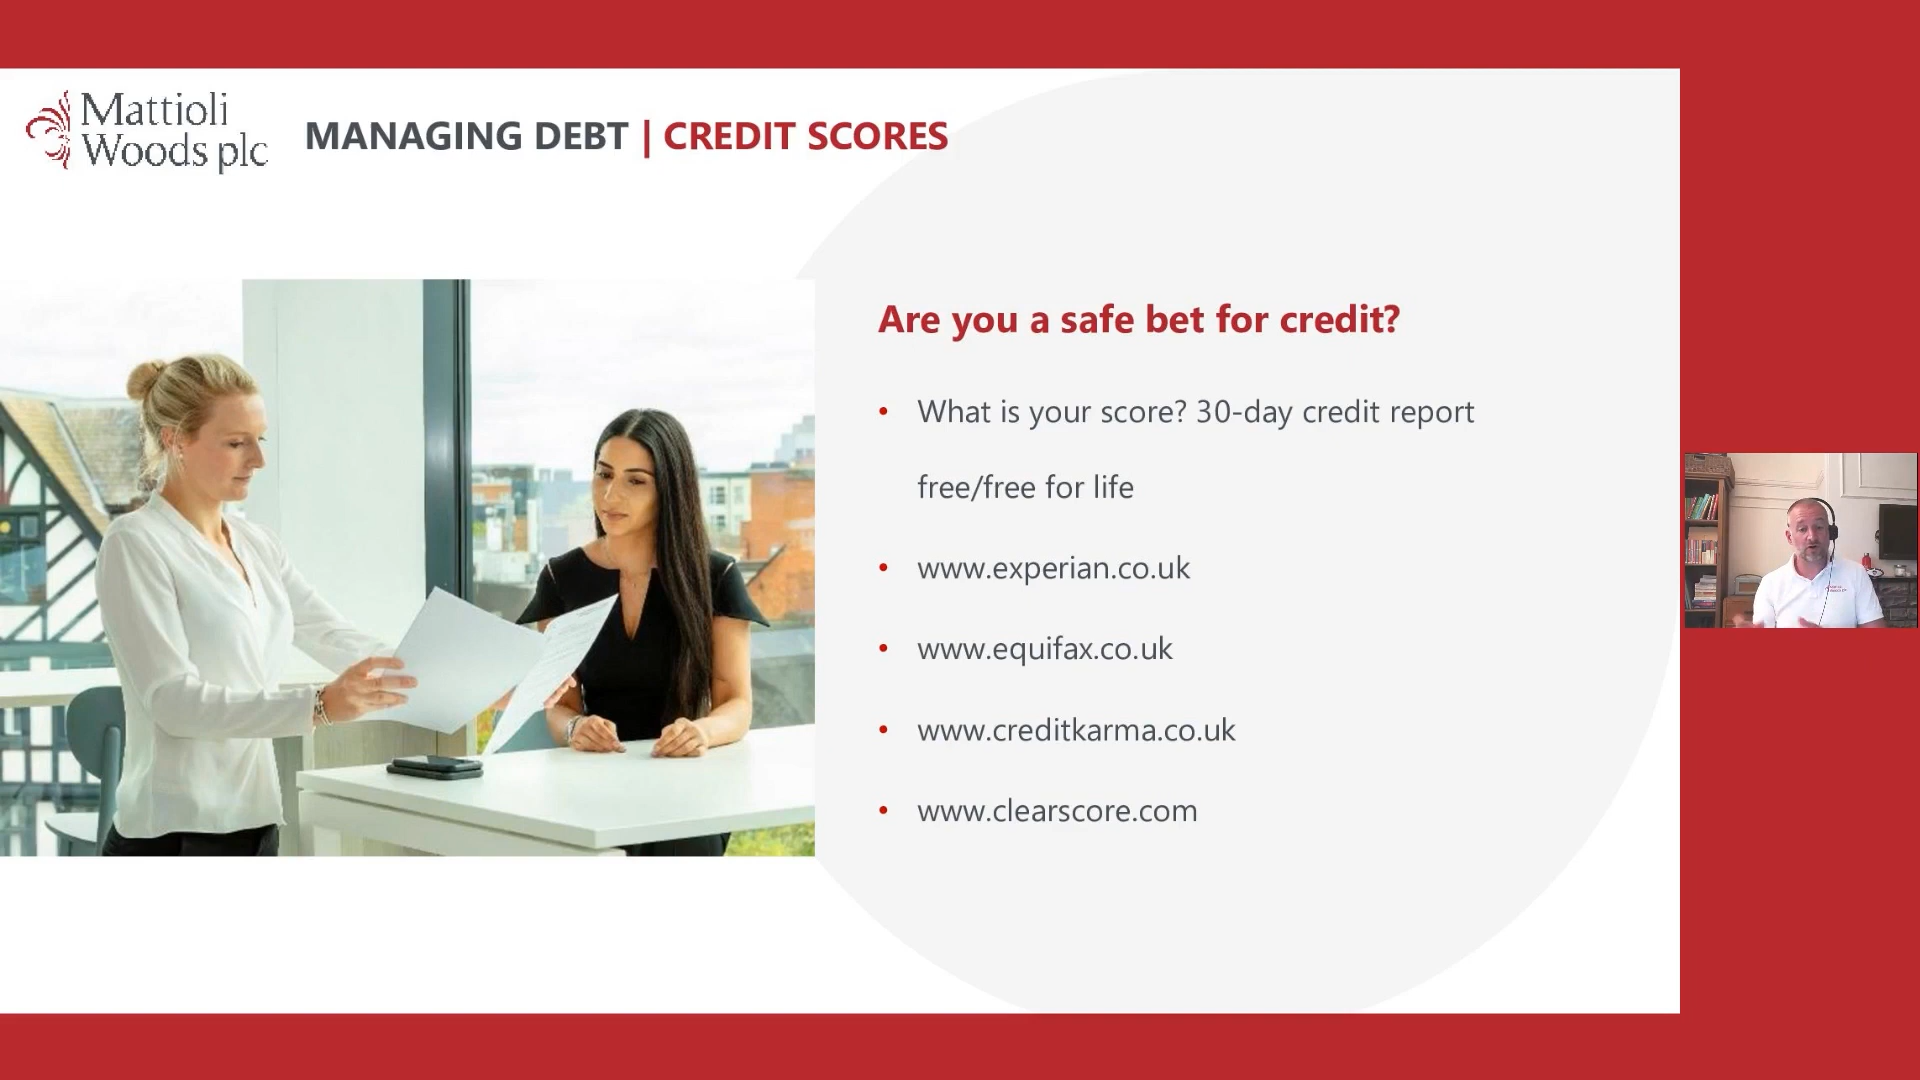 Mattioli
Woods plc
MANAGING DEBT | CREDIT SCORES
Are you a safe bet for credit?
• What is your score? 30-day credit report
free/free for life
• www.experian.co.uk
• www.equifax.co.uk
• www.creditkarma.co.uk
• www.clearscore.com